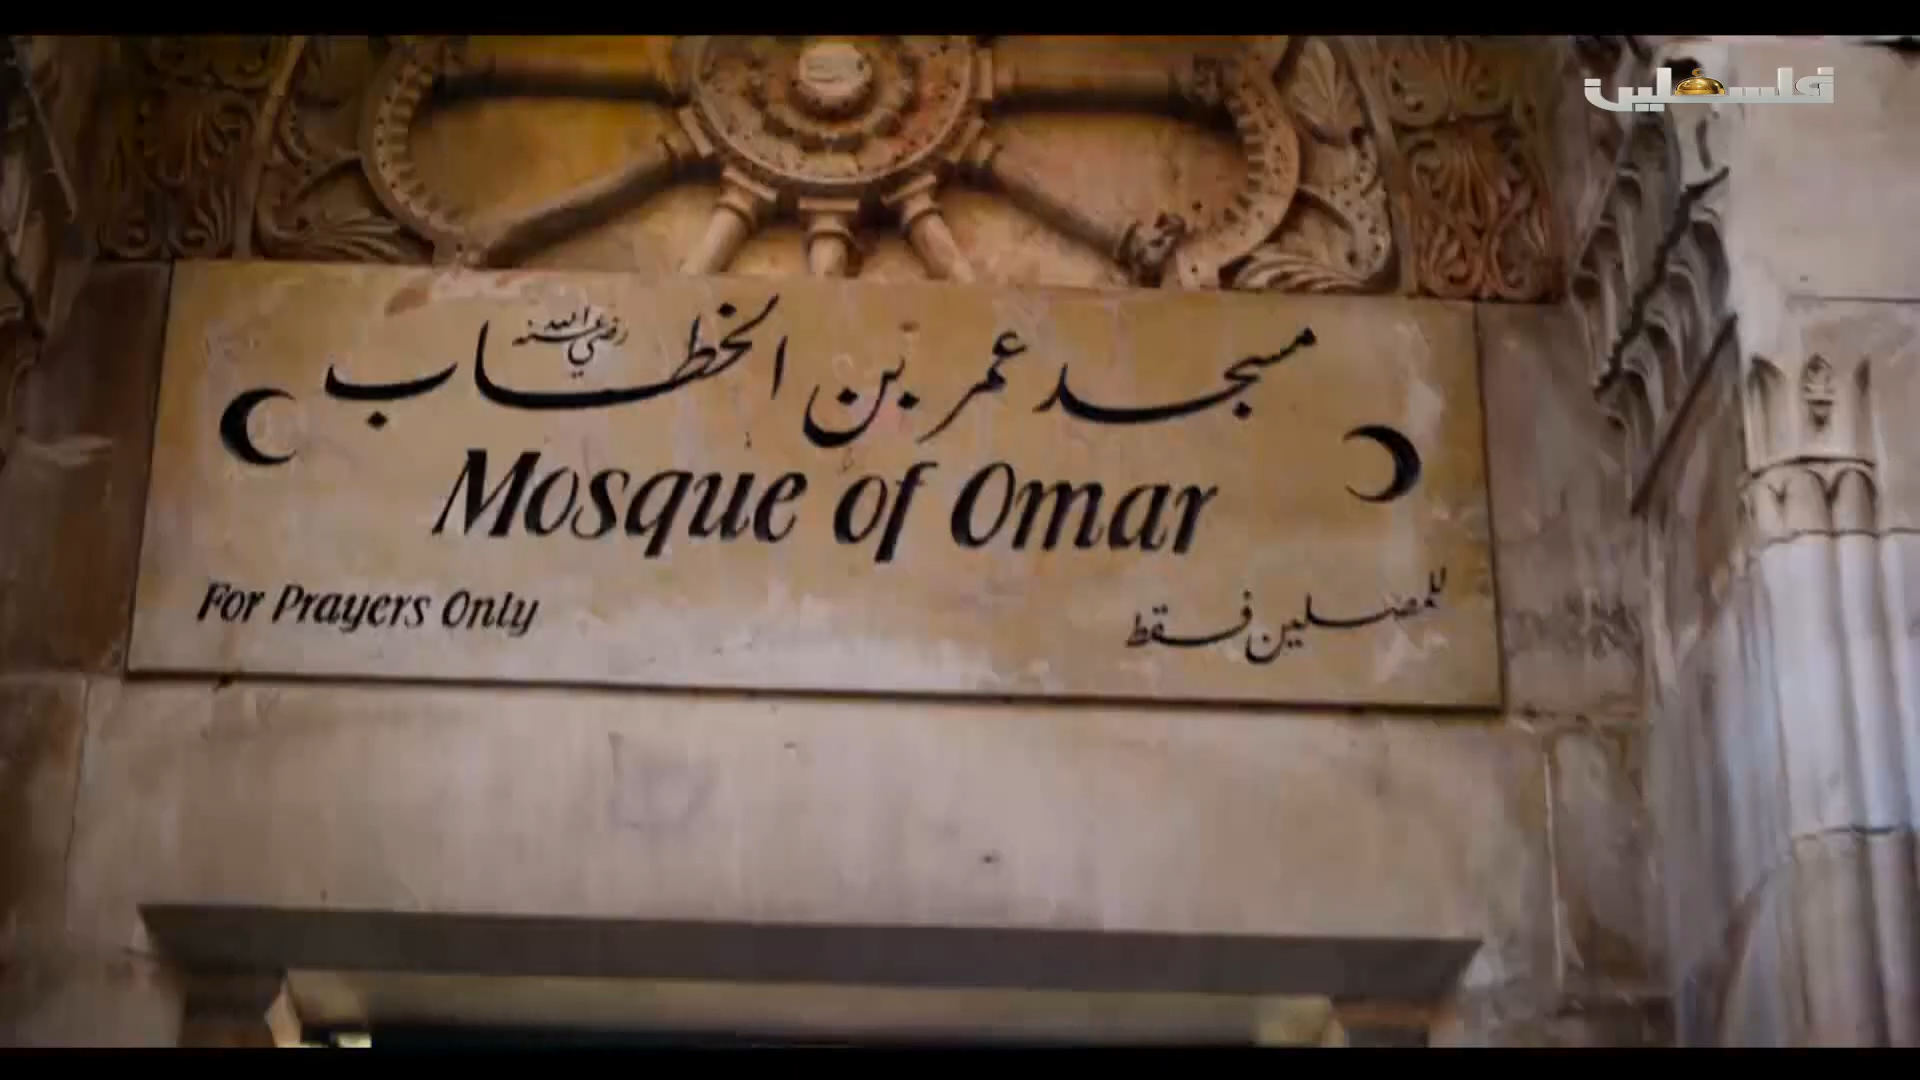 فلسطين
مسجد عمر بن الخطاب
رضي الله عنه
Mosque of Omar
For Prayers Only
للمصلين فقط